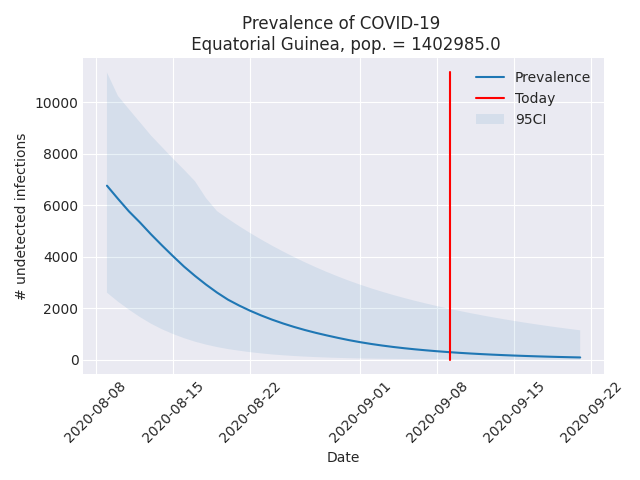 Prevalence of COVID-19
Equatorial Guinea, pop. = 1402985.0
Prevalence
Today
95CI
# undetected infections
10000
8000
6000
4000
2000
0
2020-08-08
2020-08-15
2020-08-22
2020-09-01
2020-09-08
2020-09-15
2020-09-22
Date